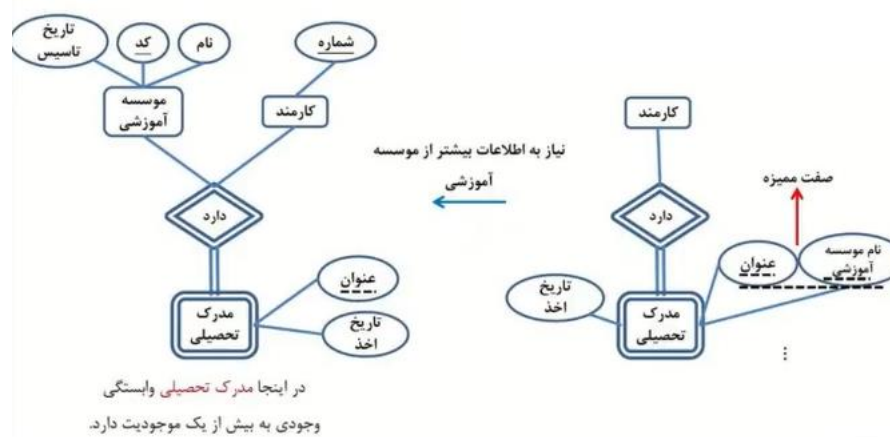 تاریخ
تاسیس
کد
نام
شماره
موسسه
آموزشی
کارمند
دارد
عنوان
مدرک
تحصیلی
تاریخ
اخذ
در اینجا مدرک تحصیلی وابستگی
وجودی به بیش از یک موجودیت دارد.
نیاز به اطلاعات بیشتر از موسسه
آموزشی
کارمند
دارد
صفت ممیزه
نام موسسه
آموزشی
عنوان
تاریخ
اخذ
مدرک
تحصیلی
⋮